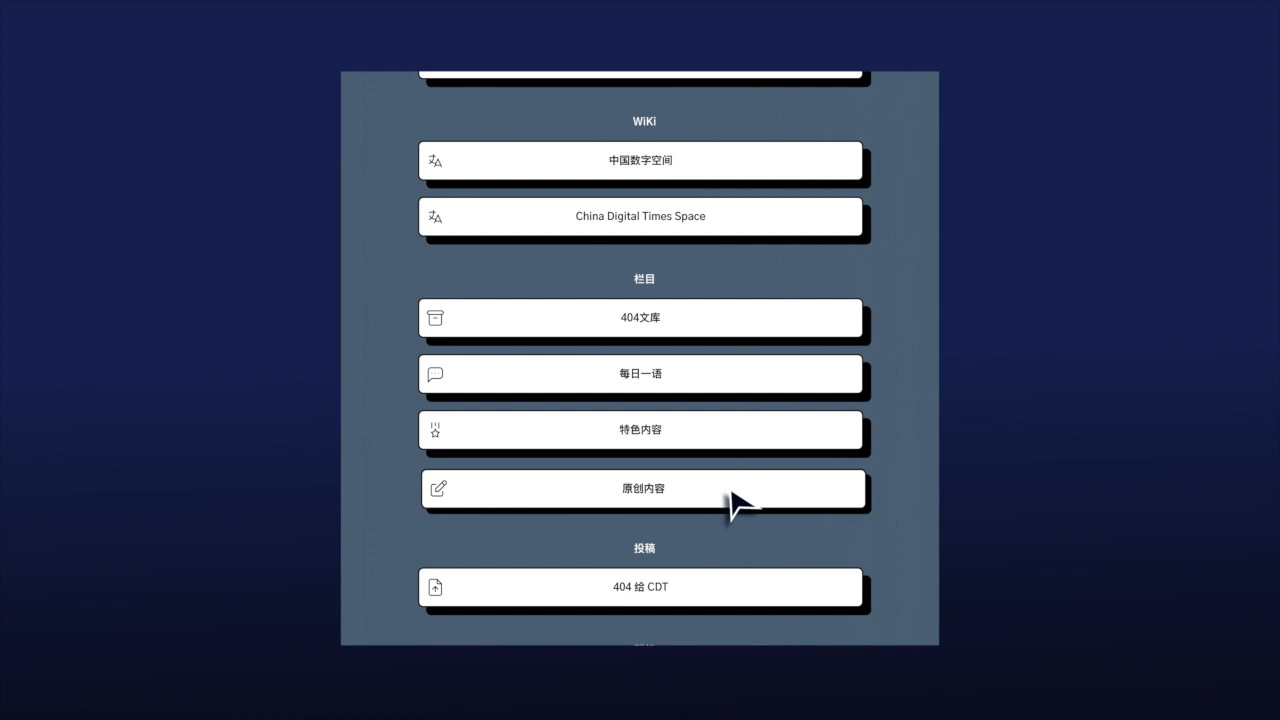 WiKi
中国数字空间
China Digital Times Space
栏目
404文库
每日一语
特色内容
原创内容
投稿
404 给 CDT